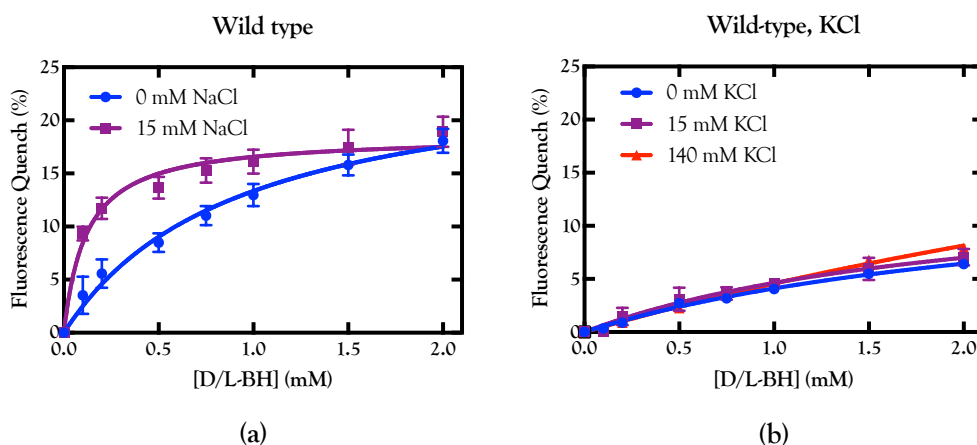 Wild type
25
20
15
10
5
0
Fluorescence Quench (%)
0 mM NaCl
15 mM NaCl
0.0 0.5 1.0 1.5 2.0
[D/L-BH] (mM)
(a)
Wild-type, KCl
25
20
15
10
5
0
Fluorescence Quench (%)
0 mM KCl
15 mM KCl
140 mM KCl
0.0 0.5 1.0 1.5 2.0
[D/L-BH] (mM)
(b)